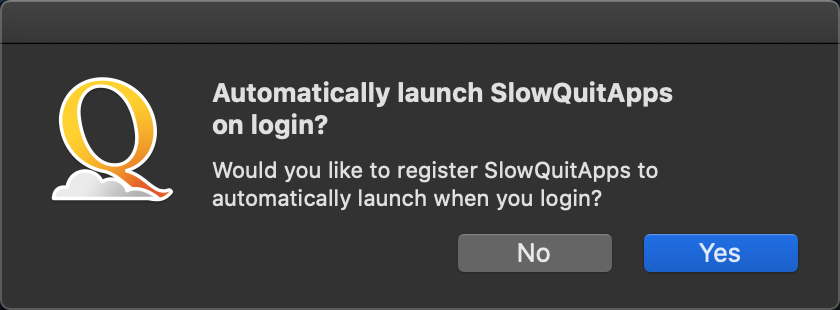 Automatically launch SlowQuitApps
on login?
Would you like to register SlowQuitApps to
automatically launch when you login?
No
Yes